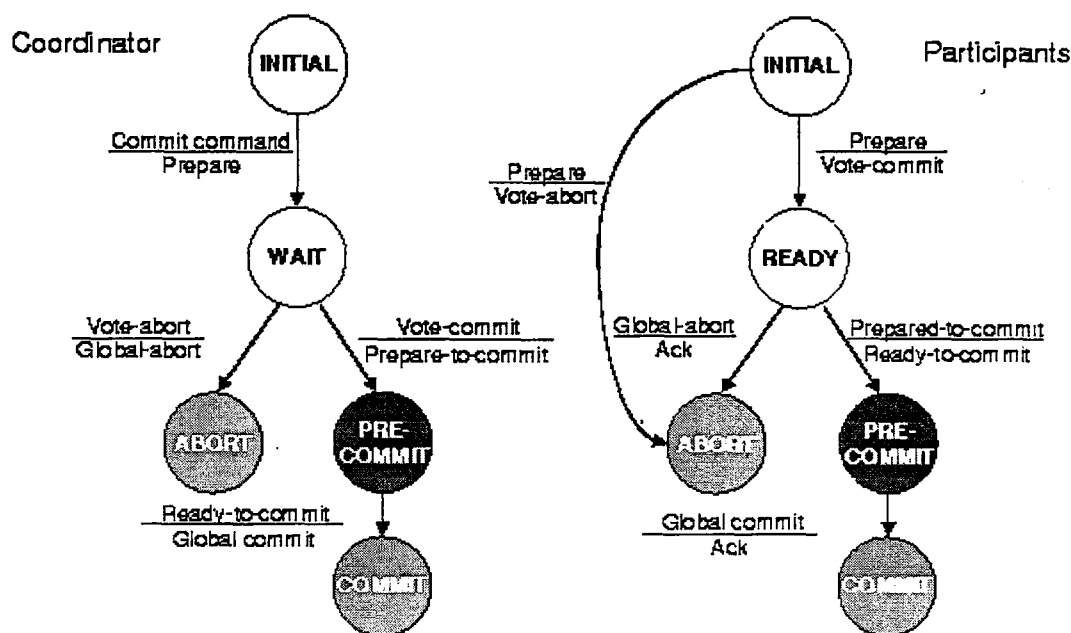 Coordinator
INITIAL
Commit command
Prepare
WAIT
Vote-abort
Global-abort
Vote-commit
Prepare-to-commit
ABORT
PRE-
COMMIT
Ready-to-commit
Global commit
COMMIT
Participants
INITIAL
Prepare
Vote-abort
Prepare
Vote-commit
READY
Global-abort
Ack
Prepared-to-commit
Ready-to-commit
ABORT
PRE-
COMMIT
Global commit
Ack
COMMIT